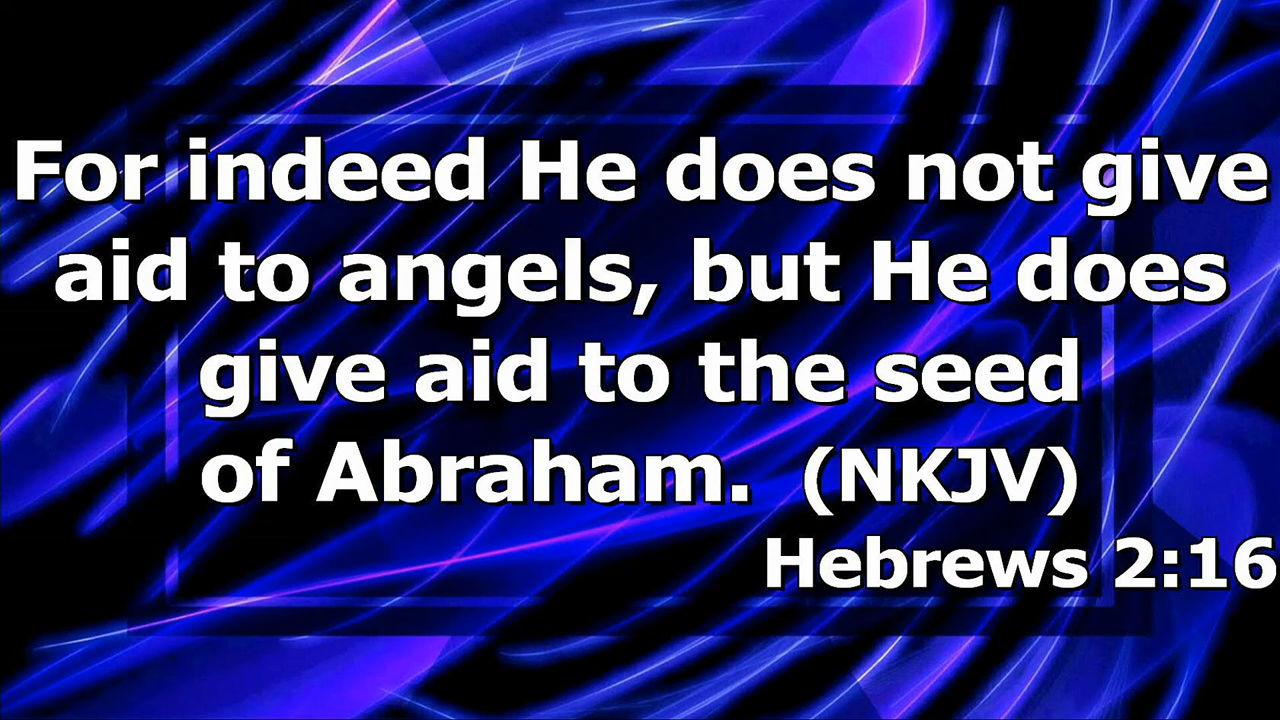 For indeed He does not give
aid to angels, but He does
give aid to the seed
of Abraham. (NKJV)
Hebrews 2:16